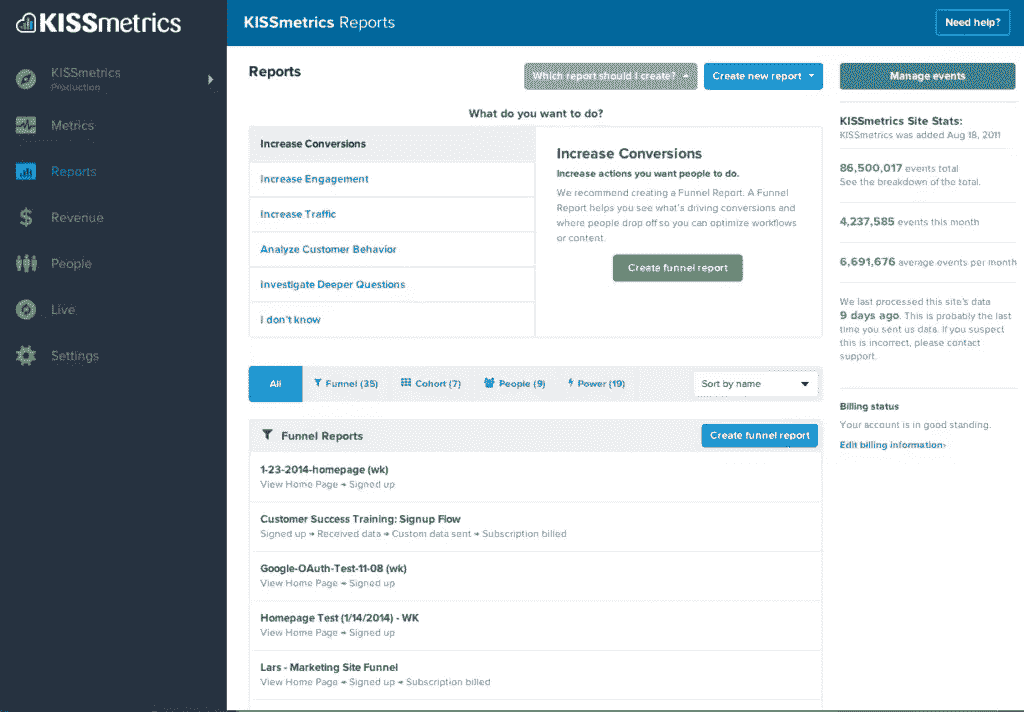 KISSmetrics
KISSmetrics
Production
Metrics
Reports
Revenue
People
Live
Settings
KISSmetrics Reports
Need help?
Reports
Which report should I create?
Create new report
What do you want to do?
Increase Conversions
Increase Engagement
Increase Traffic
Analyze Customer Behavior
Investigate Deeper Questions
I don't know
Increase Conversions
Increase actions you want people to do.
We recommend creating a Funnel Report. A Funnel
Report helps you see what's driving conversions and
where people drop off so you can optimize workflows
or content.
Create funnel report
All
Funnel (35)
Cohort (7)
People (9)
Power (19)
Sort by name
Funnel Reports
Create funnel report
1-23-2014-homepage (wk)
View Home Page → Signed up
Customer Success Training: Signup Flow
Signed up → Received data → Custom data sent → Subscription billed
Google-OAuth-Test-11-08 (wk)
View Home Page → Signed up
Homepage Test (1/14/2014) - WK
View Home Page → Signed up
Lars - Marketing Site Funnel
View Home Page → Signed up → Subscription billed
Manage events
KISSmetrics Site Stats:
KISSmetrics was added Aug 18, 2011
86,500,017 events total
See the breakdown of the total.
4,237,585 events this month
6,691,676 average events per month
We last processed this site's data
9 days ago. This is probably the last
time you sent us data. If you suspect
this is incorrect, please contact
support.
Billing status
Your account is in good standing.
Edit billing information›